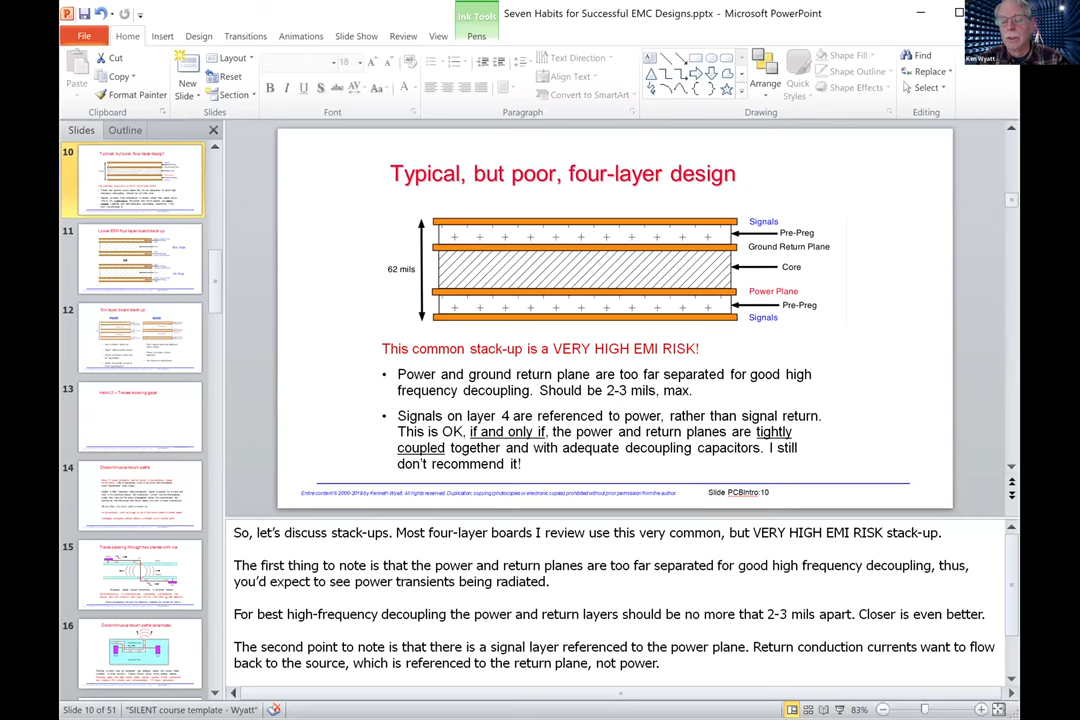 Ink Tools
Seven Habits for Successful EMC Designs.pptx - Microsoft PowerPoint
Ken Wyatt
File
Home
Insert
Design
Transitions
Animations
Slide Show
Review
View
Pens
Cut
Copy
Format Painter
Paste
Clipboard
New
Slide
Layout
Reset
Section
Slides
18
B I U S abc AV Aa A
Font
Text Direction
Align Text
Convert to SmartArt
Paragraph
Arrange
Quick
Styles
Shape Fill
Shape Outline
Shape Effects
Drawing
Find
Replace
Select
Editing
Slides
Outline
10
Typical, but poor, four-layer design
11
Lower EMI four layer board stack up
12
Six layer board stack up
POOR
GOOD
13
Habit 2 – Traces crossing gaps
14
Discontinuous return paths
15
Traces passing through two planes with via
16
Discontinuous return paths (example)
Typical, but poor, four-layer design
62 mils
Signals
Pre-Preg
Ground Return Plane
Core
Power Plane
Pre-Preg
Signals
This common stack-up is a VERY HIGH EMI RISK!
• Power and ground return plane are too far separated for good high
frequency decoupling. Should be 2-3 mils, max.
• Signals on layer 4 are referenced to power, rather than signal return.
This is OK, if and only if, the power and return planes are tightly
coupled together and with adequate decoupling capacitors. I still
don't recommend it!
Entire content © 2000-2019 by Kenneth Wyatt. All rights reserved. Duplication, copying/photocopies or electronic copies prohibited without prior permission from the author.
Slide PCBIntro:10
So, let's discuss stack-ups. Most four-layer boards I review use this very common, but VERY HIGH EMI RISK stack-up.
The first thing to note is that the power and return planes are too far separated for good high frequency decoupling, thus,
you'd expect to see power transients being radiated.
For best high-frequency decoupling the power and return layers should be no more that 2-3 mils apart. Closer is even better.
The second point to note is that there is a signal layer referenced to the power plane. Return conduction currents want to flow
back to the source, which is referenced to the return plane, not power.
Slide 10 of 51
"SILENT course template - Wyatt"
83%